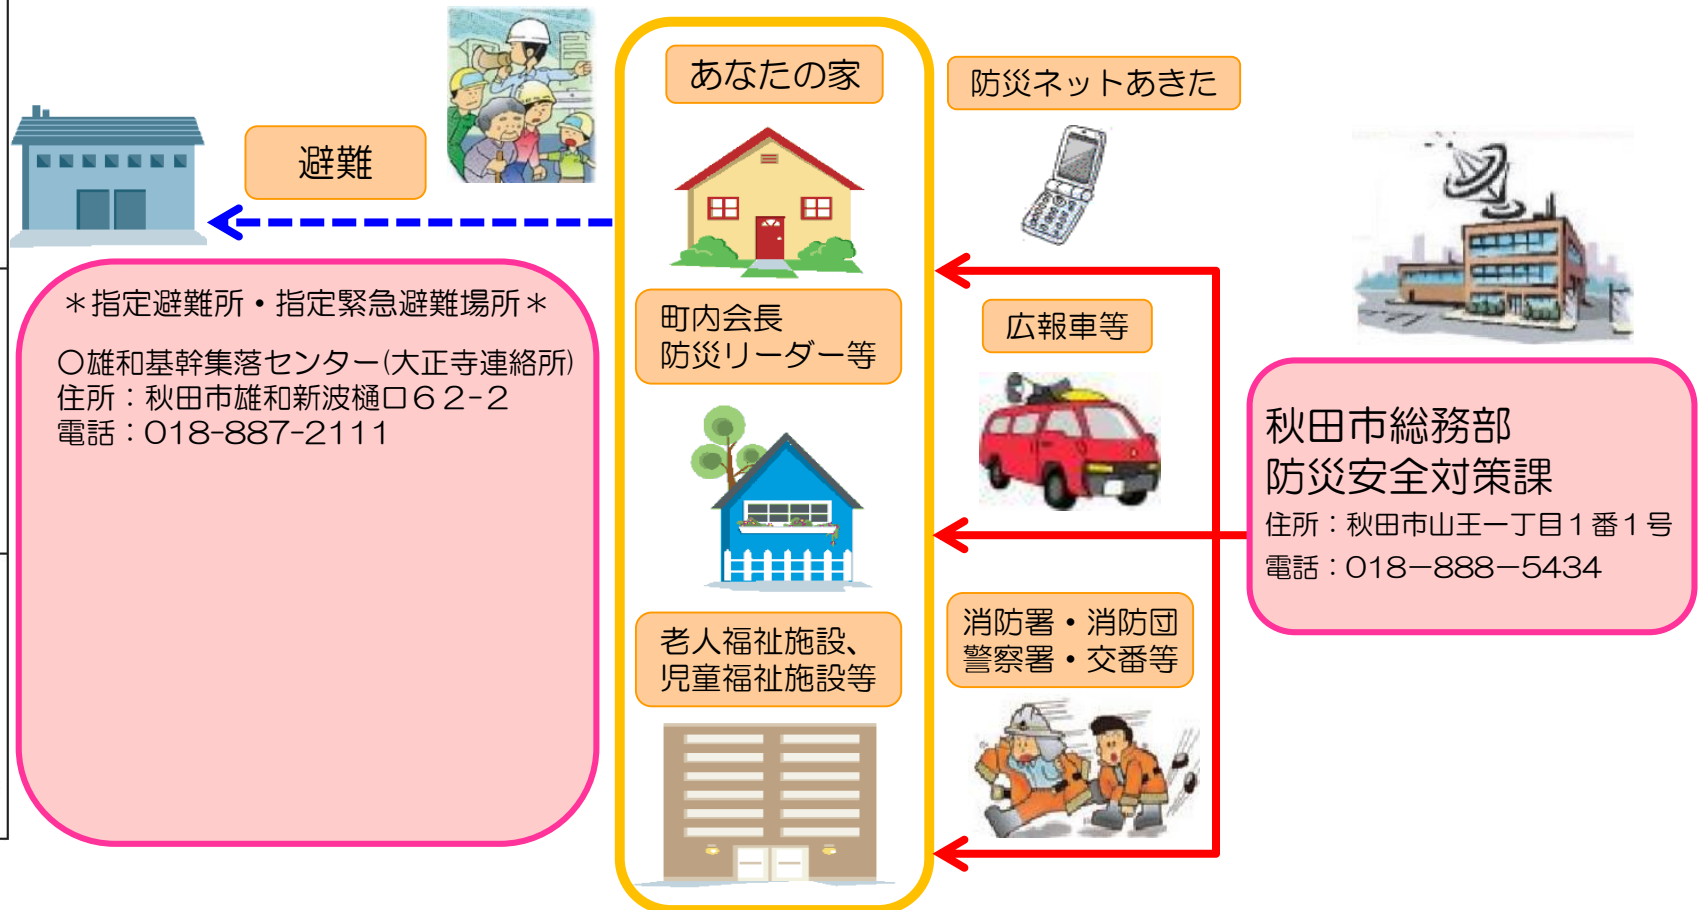 避難
＊指定避難所・指定緊急避難場所＊
〇雄和基幹集落センター(大正寺連絡所)
住所：秋田市雄和新波樋口６２-２
電話：018-887-2111
あなたの家
町内会長
防災リーダー等
老人福祉施設、
児童福祉施設等
防災ネットあきた
広報車等
消防署・消防団
警察署・交番等
秋田市総務部
防災安全対策課
住所：秋田市山王一丁目１番１号
電話：018－888－5434